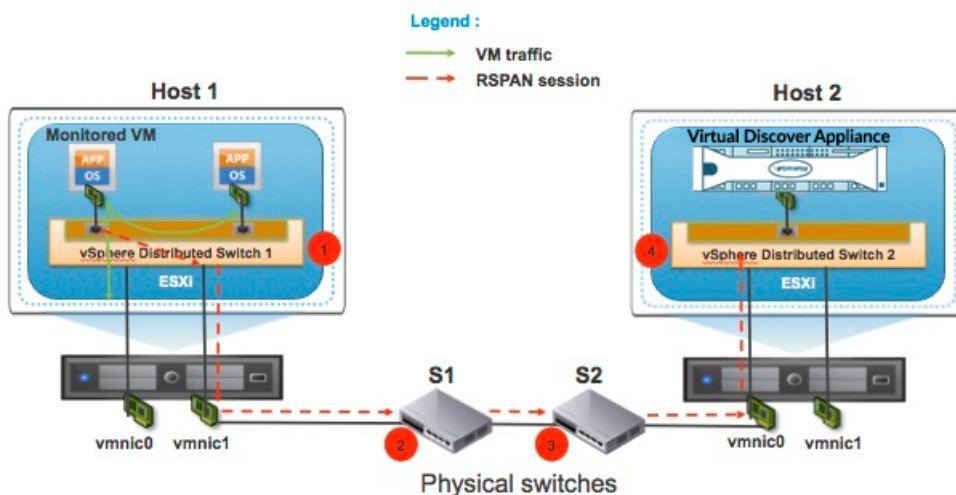 Legend :
VM traffic
RSPAN session
Host 1
Host 2
Monitored VM
Virtual Discover Appliance
APP
OS
APP
OS
vSphere Distributed Switch 1
1
ESXi
4
vSphere Distributed Switch 2
ESXi
S1
S2
vmnic0
vmnic1
2
3
vmnic0
vmnic1
Physical switches